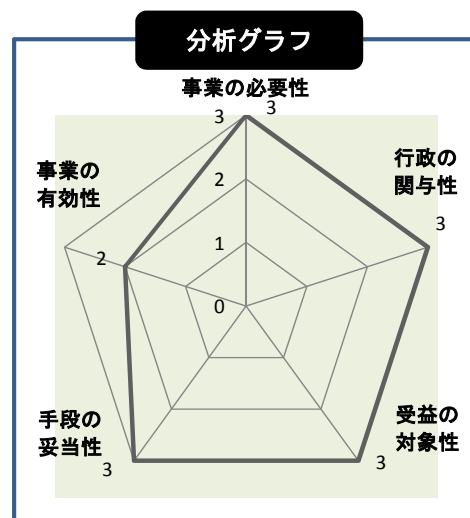 分析グラフ
事業の必要性
3
3
行政の
関与性
3
事業の
有効性
2
2
1
0
手段の
妥当性
3
受益の
対象性
3